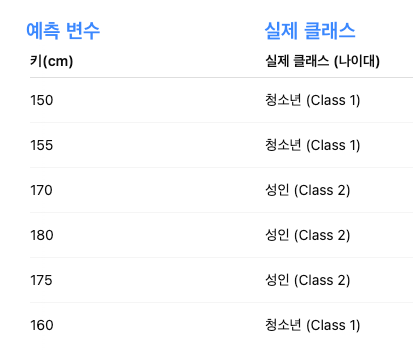 예측 변수 실제 클래스
키(cm) 실제 클래스 (나이대)
150 청소년 (Class 1)
155 청소년 (Class 1)
170 성인 (Class 2)
180 성인 (Class 2)
175 성인 (Class 2)
160 청소년 (Class 1)